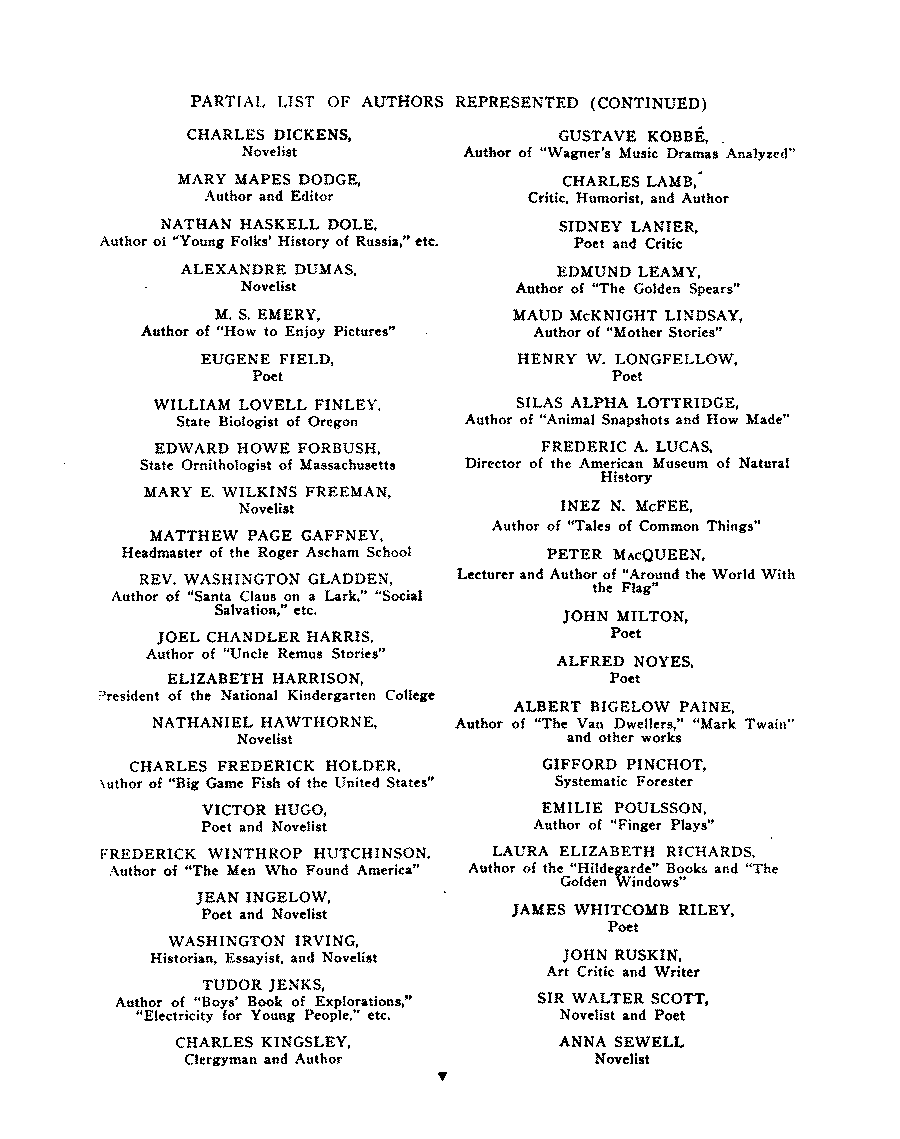 PARTIAL LIST OF AUTHORS REPRESENTED (CONTINUED)
CHARLES DICKENS,
Novelist
MARY MAPES DODGE,
Author and Editor
NATHAN HASKELL DOLE,
Author of "Young Folks' History of Russia," etc.
ALEXANDRE DUMAS,
Novelist
M. S. EMERY,
Author of "How to Enjoy Pictures"
EUGENE FIELD,
Poet
WILLIAM LOVELL FINLEY,
State Biologist of Oregon
EDWARD HOWE FORBUSH,
State Ornithologist of Massachusetts
MARY E. WILKINS FREEMAN,
Novelist
MATTHEW PAGE GAFFNEY,
Headmaster of the Roger Ascham School
REV. WASHINGTON GLADDEN,
Author of "Santa Claus on a Lark," "Social
Salvation," etc.
JOEL CHANDLER HARRIS,
Author of "Uncle Remus Stories"
ELIZABETH HARRISON,
President of the National Kindergarten College
NATHANIEL HAWTHORNE,
Novelist
CHARLES FREDERICK HOLDER,
Author of "Big Game Fish of the United States"
VICTOR HUGO,
Poet and Novelist
FREDERICK WINTHROP HUTCHINSON,
Author of "The Men Who Found America"
JEAN INGELOW,
Poet and Novelist
WASHINGTON IRVING,
Historian, Essayist, and Novelist
TUDOR JENKS,
Author of "Boys' Book of Explorations,"
"Electricity for Young People," etc.
CHARLES KINGSLEY,
Clergyman and Author
GUSTAVE KOBBÉ,
Author of "Wagner's Music Dramas Analyzed"
CHARLES LAMB,
Critic, Humorist, and Author
SIDNEY LANIER,
Poet and Critic
EDMUND LEAMY,
Author of "The Golden Spears"
MAUD McKNIGHT LINDSAY,
Author of "Mother Stories"
HENRY W. LONGFELLOW,
Poet
SILAS ALPHA LOTTRIDGE,
Author of "Animal Snapshots and How Made"
FREDERIC A. LUCAS,
Director of the American Museum of Natural
History
INEZ N. McFEE,
Author of "Tales of Common Things"
PETER MacQUEEN,
Lecturer and Author of "Around the World With
the Flag"
JOHN MILTON,
Poet
ALFRED NOYES,
Poet
ALBERT BIGELOW PAINE,
Author of "The Van Dwellers," "Mark Twain"
and other works
GIFFORD PINCHOT,
Systematic Forester
EMILIE POULSSON,
Author of "Finger Plays"
LAURA ELIZABETH RICHARDS,
Author of the "Hildegarde" Books and "The
Golden Windows"
JAMES WHITCOMB RILEY,
Poet
JOHN RUSKIN,
Art Critic and Writer
SIR WALTER SCOTT,
Novelist and Poet
ANNA SEWELL
Novelist